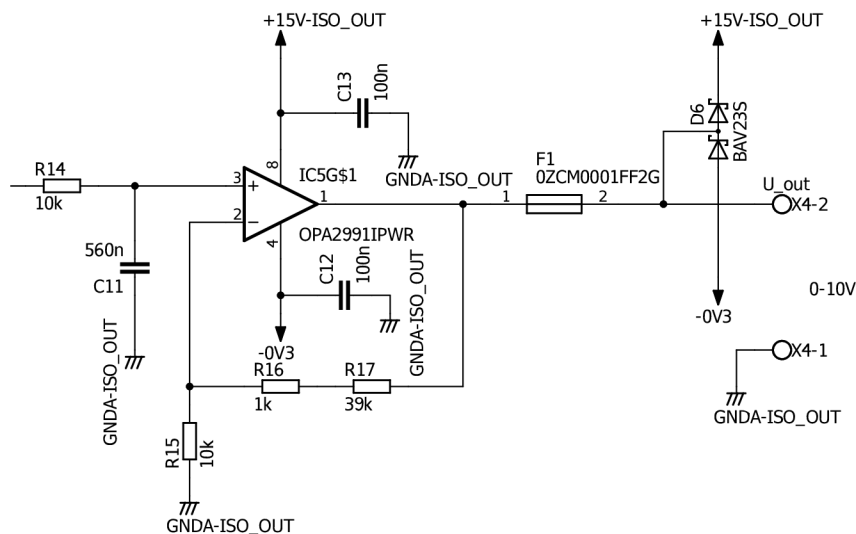 +15V-ISO_OUT
+15V-ISO_OUT
C13
100n
D6
BAV23S
8
R14
10k
3
IC5G$1
GNDA-ISO_OUT
F1
0ZCM0001FF2G
1
1
2
U_out
X4-2
2
4
OPA2991IPWR
560n
C11
C12
100n
GNDA-ISO_OUT
0-10V
-0V3
-0V3
GNDA-ISO_OUT
R16
R17
1k
39k
X4-1
GNDA-ISO_OUT
R15
10k
GNDA-ISO_OUT